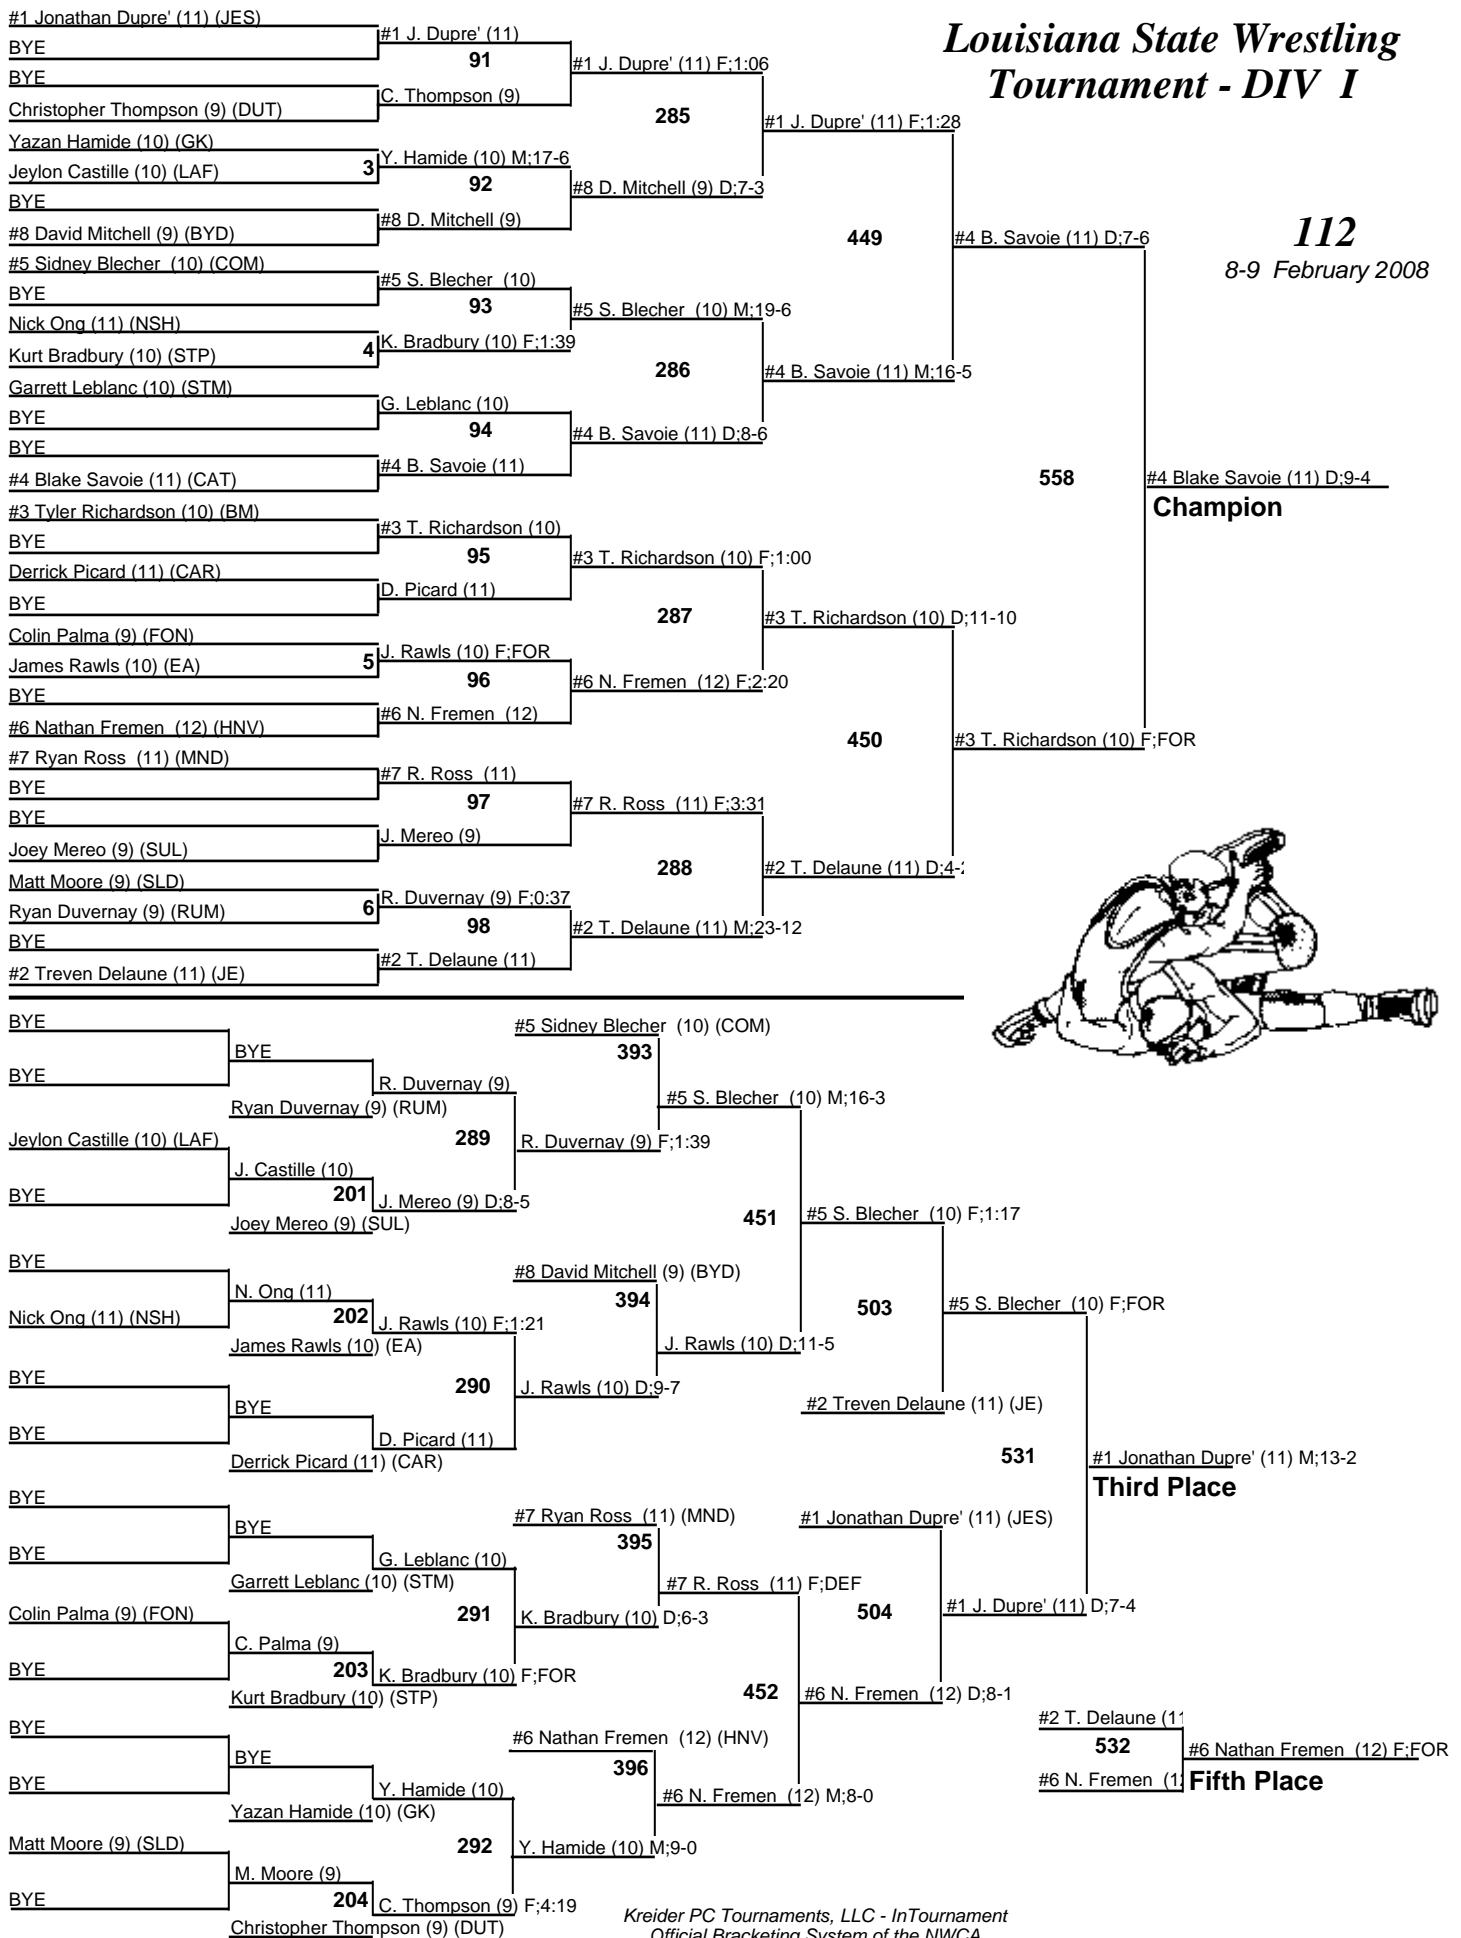 Louisiana State Wrestling
Tournament - DIV I
112
8-9 February 2008
#1 Jonathan Dupre' (11) (JES)
BYE
BYE
Christopher Thompson (9) (DUT)
Yazan Hamide (10) (GK)
Jeylon Castille (10) (LAF)
BYE
#8 David Mitchell (9) (BYD)
#5 Sidney Blecher (10) (COM)
BYE
Nick Ong (11) (NSH)
Kurt Bradbury (10) (STP)
Garrett Leblanc (10) (STM)
BYE
BYE
#4 Blake Savoie (11) (CAT)
#3 Tyler Richardson (10) (BM)
BYE
Derrick Picard (11) (CAR)
BYE
Colin Palma (9) (FON)
James Rawls (10) (EA)
BYE
#6 Nathan Fremen (12) (HNV)
#7 Ryan Ross (11) (MND)
BYE
BYE
Joey Mereo (9) (SUL)
Matt Moore (9) (SLD)
Ryan Duvernay (9) (RUM)
BYE
#2 Treven Delaune (11) (JE)
3
4
5
6
#1 J. Dupre' (11)
91
C. Thompson (9)
Y. Hamide (10) M;17-6
92
#8 D. Mitchell (9)
#5 S. Blecher (10)
93
K. Bradbury (10) F;1:39
G. Leblanc (10)
94
#4 B. Savoie (11)
#3 T. Richardson (10)
95
D. Picard (11)
J. Rawls (10) F;FOR
96
#6 N. Fremen (12)
#7 R. Ross (11)
97
J. Mereo (9)
R. Duvernay (9) F;0:37
98
#2 T. Delaune (11)
#1 J. Dupre' (11) F;1:06
285
#8 D. Mitchell (9) D;7-3
#5 S. Blecher (10) M;19-6
286
#4 B. Savoie (11) D;8-6
#3 T. Richardson (10) F;1:00
287
#6 N. Fremen (12) F;2:20
#7 R. Ross (11) F;3:31
288
#2 T. Delaune (11) M;23-12
#1 J. Dupre' (11) F;1:28
449
#4 B. Savoie (11) M;16-5
#3 T. Richardson (10) D;11-10
450
#2 T. Delaune (11) D;4-
#4 B. Savoie (11) D;7-6
558
#3 T. Richardson (10) F;FOR
#4 Blake Savoie (11) D;9-4
Champion
BYE
BYE
Jeylon Castille (10) (LAF)
BYE
BYE
Nick Ong (11) (NSH)
BYE
BYE
BYE
BYE
Colin Palma (9) (FON)
BYE
BYE
BYE
Matt Moore (9) (SLD)
BYE
BYE
Ryan Duvernay (9) (RUM)
J. Castille (10)
201
Joey Mereo (9) (SUL)
N. Ong (11)
202
James Rawls (10) (EA)
BYE
Derrick Picard (11) (CAR)
BYE
Garrett Leblanc (10) (STM)
C. Palma (9)
203
Kurt Bradbury (10) (STP)
BYE
Yazan Hamide (10) (GK)
M. Moore (9)
204
Christopher Thompson (9) (DUT)
R. Duvernay (9)
289
J. Mereo (9) D;8-5
J. Rawls (10) F;1:21
290
D. Picard (11)
G. Leblanc (10)
291
K. Bradbury (10) F;FOR
Y. Hamide (10)
292
C. Thompson (9) F;4:19
#5 Sidney Blecher (10) (COM)
393
R. Duvernay (9) F;1:39
#8 David Mitchell (9) (BYD)
394
J. Rawls (10) D;9-7
#7 Ryan Ross (11) (MND)
395
K. Bradbury (10) D;6-3
#6 Nathan Fremen (12) (HNV)
396
Y. Hamide (10) M;9-0
#5 S. Blecher (10) M;16-3
451
J. Rawls (10) D;11-5
#7 R. Ross (11) F;DEF
452
#6 N. Fremen (12) M;8-0
#5 S. Blecher (10) F;1:17
503
#2 Treven Delaune (11) (JE)
#1 Jonathan Dupre' (11) (JES)
504
#6 N. Fremen (12) D;8-1
#5 S. Blecher (10) F;FOR
531
#1 J. Dupre' (11) D;7-4
#1 Jonathan Dupre' (11) M;13-2
Third Place
#2 T. Delaune (11
532
#6 N. Fremen (12
#6 Nathan Fremen (12) F;FOR
Fifth Place
Kreider PC Tournaments, LLC - InTournament
Official Bracketing System of the NWCA